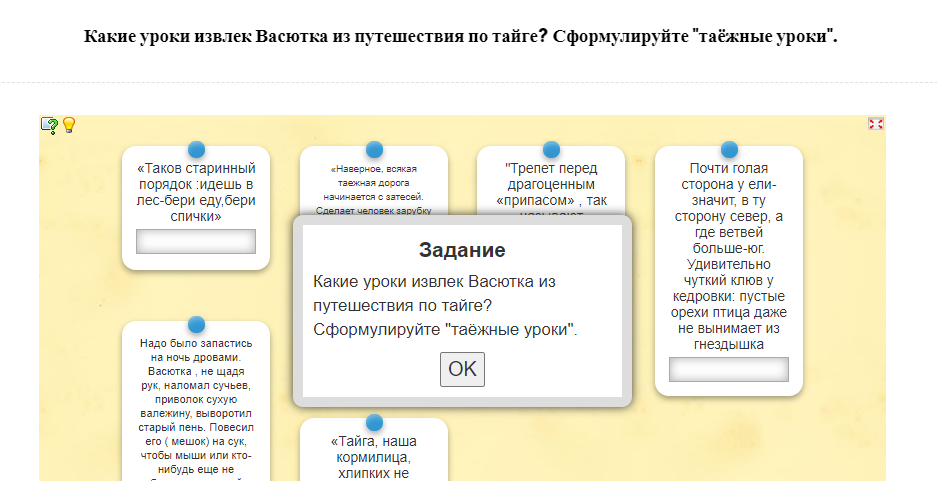 Какие уроки извлек Васютка из путешествия по тайге? Сформулируйте "таёжные уроки".
«Таков старинный
порядок :идешь в
лес-бери еду,бери
спички»
«Наверное, всякая
таежная дорога
начинается с затесей.
Сделает человек зарубку
"Трепет перед
драгоценным
«припасом» , так
Почти голая
сторона у ели-
значит, в ту
сторону север, а
где ветвей
больше-юг.
Удивительно
чуткий клюв у
кедровки: пустые
орехи птица даже
не вынимает из
гнездышка
Задание
Какие уроки извлек Васютка из
путешествия по тайге?
Сформулируйте "таёжные уроки".
OK
Надо было запастись
на ночь дровами.
Васютка , не щадя
рук, наломал сучьев,
приволок сухую
валежину, выворотил
старый пень. Повесил
его ( мешок) на сук,
чтобы мыши или кто-
нибудь еще не
«Тайга, наша
кормилица,
хлипких не